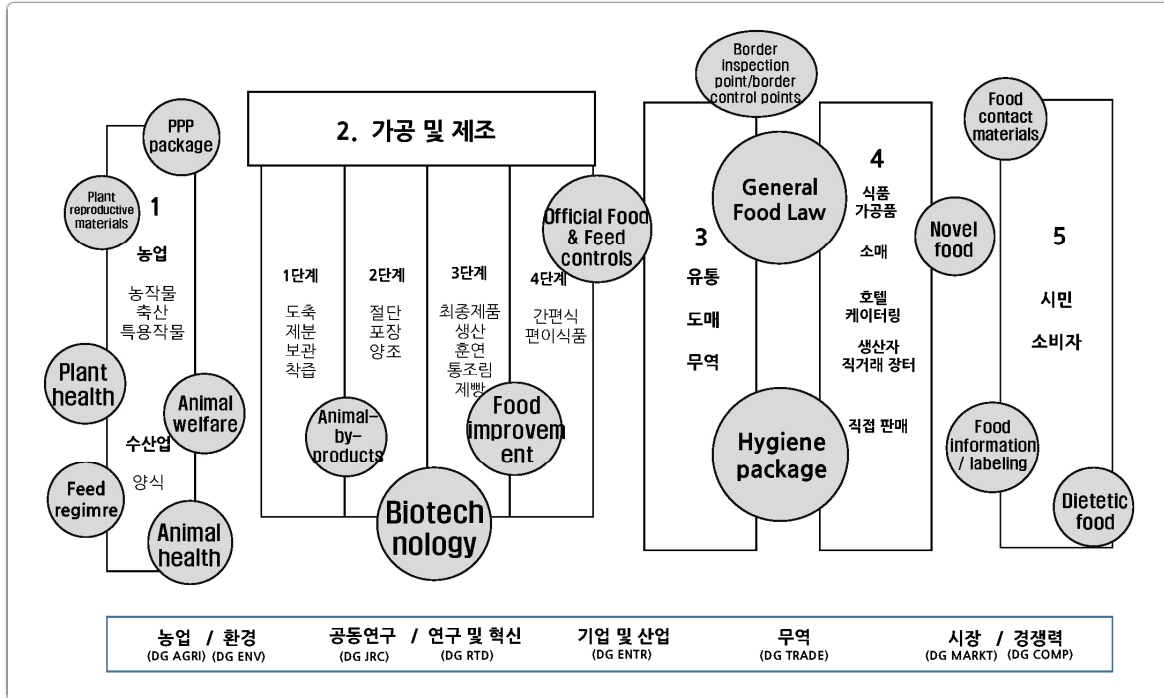 PPP
package
Plant
reproductive
materials
1
농업
농작물
축산
특용작물
Plant
health
Animal
welfare
수산업
양식
Feed
regimre
Animal
health
2. 가공 및 제조
1단계
도축
제분
보관
착즙
2단계
절단
포장
양조
3단계
최종제품
생산
훈연
통조림
제빵
4단계
간편식
편이식품
Animal-
by-
products
Food
improvem
ent
Biotech
nology
Official Food
& Feed
controls
Border
inspection
point/border
control points
General
Food Law
3
유통
도매
무역
Hygiene
package
4
식품
가공품
소매
호텔
케이터링
생산자
직거래 장터
직접 판매
Novel
food
Food
contact
materials
5
시민
소비자
Food
information
/ labeling
Dietetic
food
농업 / 환경
(DG AGRI) (DG ENV)
공동연구 / 연구 및 혁신
(DG JRC) (DG RTD)
기업 및 산업
(DG ENTR)
무역
(DG TRADE)
시장 / 경쟁력
(DG MARKT) (DG COMP)